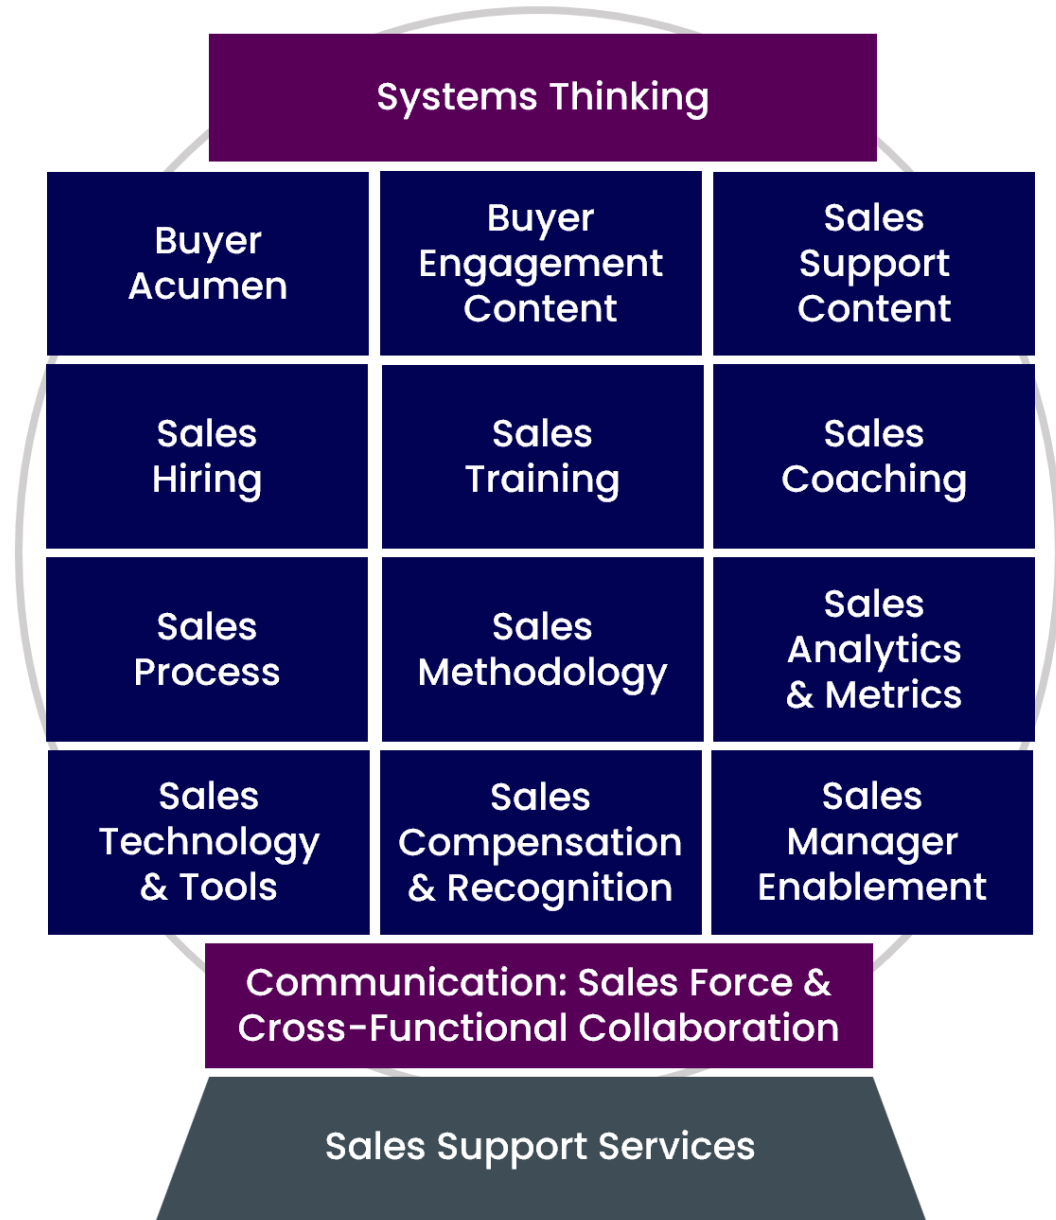 Systems Thinking
Buyer
Acumen
Buyer
Engagement
Content
Sales
Support
Content
Sales
Hiring
Sales
Training
Sales
Coaching
Sales
Process
Sales
Methodology
Sales
Analytics
& Metrics
Sales
Technology
& Tools
Sales
Compensation
& Recognition
Sales
Manager
Enablement
Communication: Sales Force &
Cross-Functional Collaboration
Sales Support Services